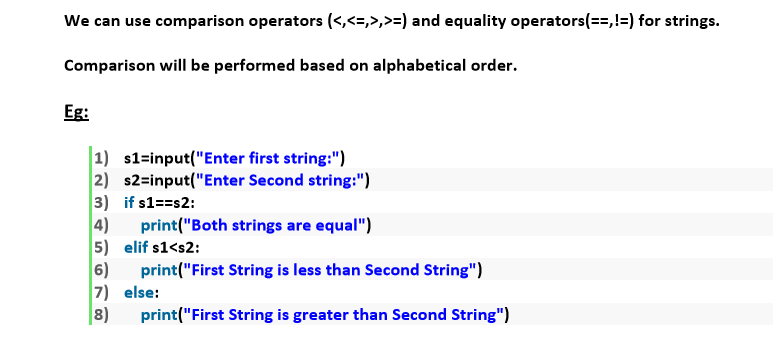 We can use comparison operators (<,<=,>,>=) and equality operators(==,!=) for strings.
Comparison will be performed based on alphabetical order.
Eg:
1) s1=input("Enter first string:")
2) s2=input("Enter Second string:")
3) if s1==s2:
4) print("Both strings are equal")
5) elif s1<s2:
6) print("First String is less than Second String")
7) else:
8) print("First String is greater than Second String")